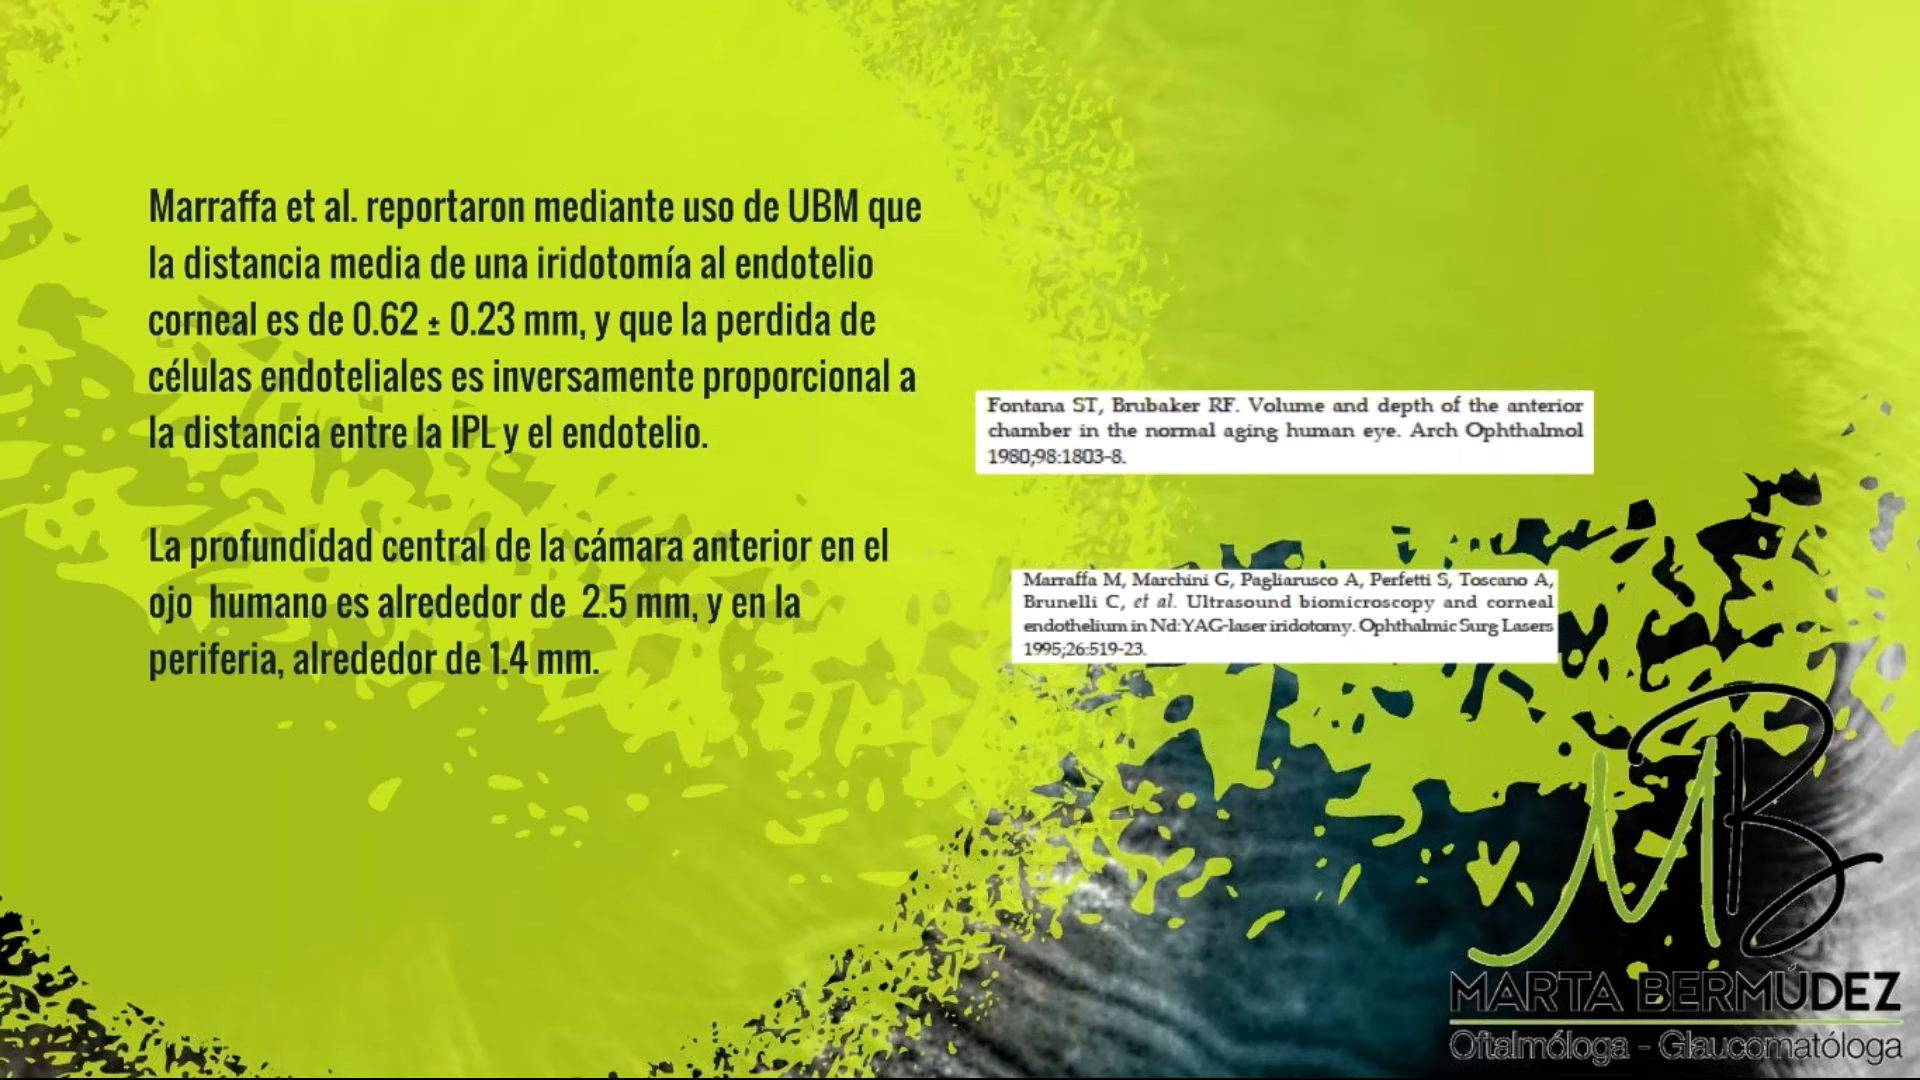 Marraffa et al. reportaron mediante uso de UBM que
la distancia media de una iridotomía al endotelio
corneal es de 0.62 ± 0.23 mm, y que la perdida de
células endoteliales es inversamente proporcional a
la distancia entre la IPL y el endotelio.
La profundidad central de la cámara anterior en el
ojo  humano es alrededor de  2.5 mm, y en la
periferia, alrededor de 1.4 mm.
Fontana ST, Brubaker RF. Volume and depth of the anterior
chamber in the normal aging human eye. Arch Ophthalmol
1980;98:1803-8.
Marraffa M, Marchini G, Pagliarusco A, Perfetti S, Toscano A,
Brunelli C, et al. Ultrasound biomicroscopy and corneal
endothelium in Nd:YAG-laser iridotomy. Ophthalmic Surg Lasers
1995;26:519-23.
MB
MARTA BERMÚDEZ
Oftalmóloga - Glaucomatóloga